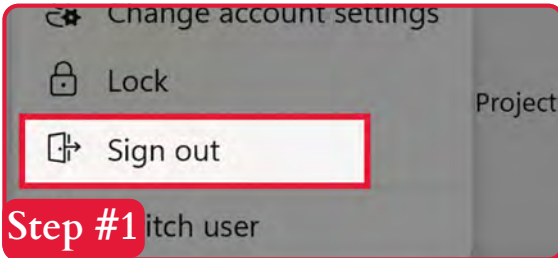 Change account settings
Lock
Project
Sign out
Step #1
itch user